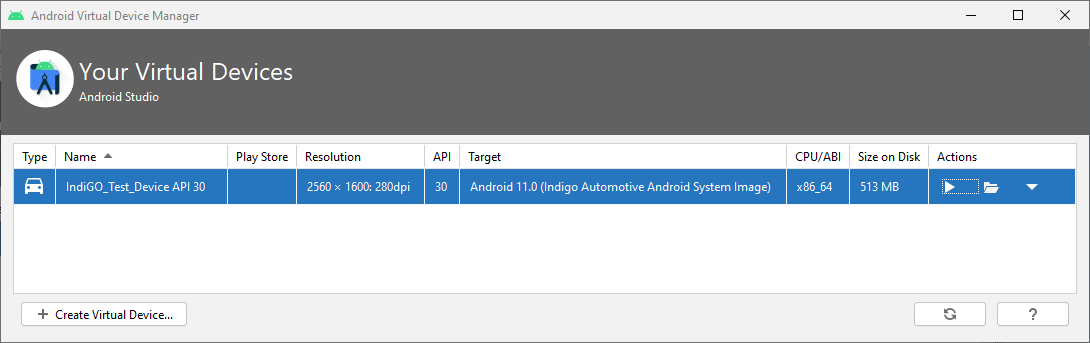 Android Virtual Device Manager
Your Virtual Devices
Android Studio
Type Name Play Store Resolution API Target CPU/ABI Size on Disk Actions
IndiGO_Test_Device API 30 2560 × 1600: 280dpi 30 Android 11.0 (Indigo Automotive Android System Image) x86_64 513 MB
+ Create Virtual Device... ?